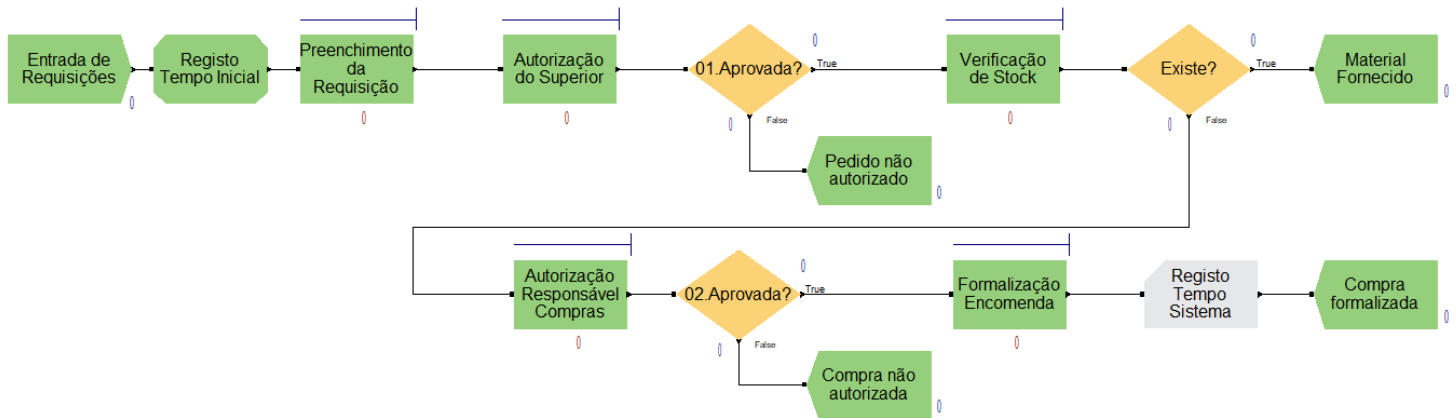 Entrada de
Requisições
0
Registo
Tempo Inicial
Preenchimento
da
Requisição
0
Autorização
do Superior
0
01.Aprovada?
0
True
0
False
Pedido não
autorizado
0
Verificação
de Stock
0
Existe?
0
True
0
False
Material
Fornecido
0
Autorização
Responsável
Compras
0
02.Aprovada?
0
True
0
False
Compra não
autorizada
0
Formalização
Encomenda
0
Registo
Tempo
Sistema
Compra
formalizada
0